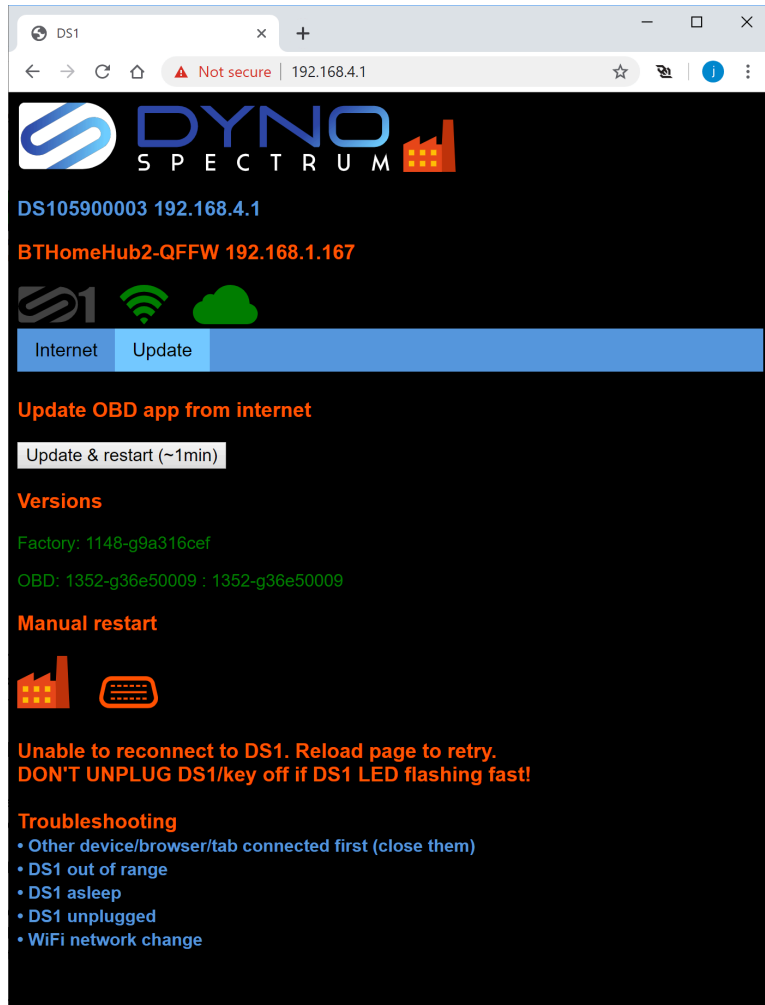 DS1
Not secure 192.168.4.1
j
DYNO
SPECTRUM
DS105900003 192.168.4.1
BTHomeHub2-QFFW 192.168.1.167
S1
Internet Update
Update OBD app from internet
Update & restart (~1min)
Versions
Factory: 1148-g9a316cef
OBD: 1352-g36e50009 : 1352-g36e50009
Manual restart
Unable to reconnect to DS1. Reload page to retry.
DON'T UNPLUG DS1/key off if DS1 LED flashing fast!
Troubleshooting
• Other device/browser/tab connected first (close them)
• DS1 out of range
• DS1 asleep
• DS1 unplugged
• WiFi network change